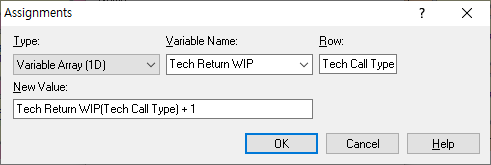 Assignments
Type: Variable Name: Row:
Variable Array (1D) Tech Return WIP Tech Call Type
New Value:
Tech Return WIP(Tech Call Type) + 1
OK Cancel Help